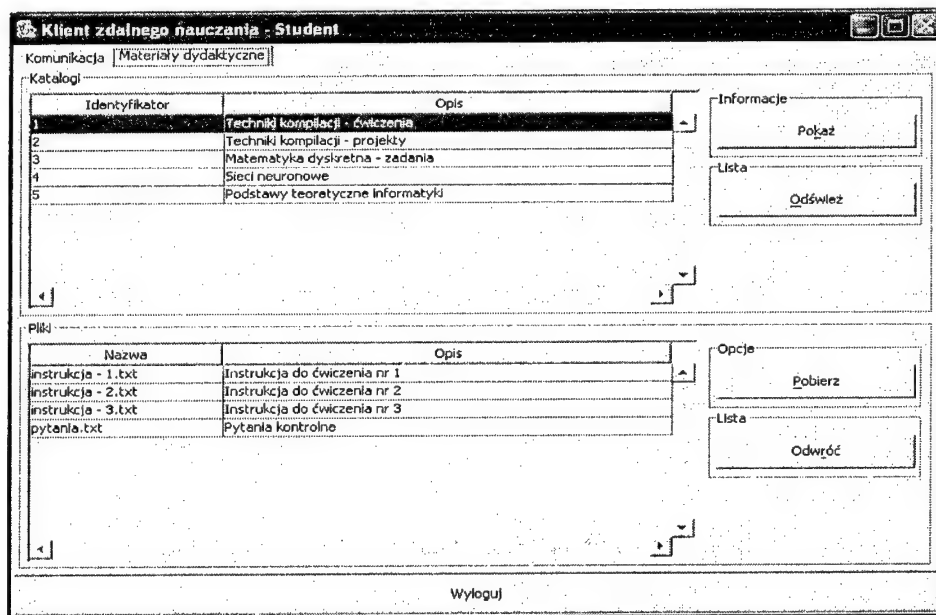 Klient zdalnego nauczania - Student
Komunikacja Materiały dydaktyczne
Katalogi
Identyfikator Opis
1 Techniki kompilacji - ćwiczenia
2 Techniki kompilacji - projekty
3 Matematyka dyskretna - zadania
4 Sieci neuronowe
5 Podstawy teoretyczne informatyki
Informacje
Pokaż
Lista
Odśwież
Pliki
Nazwa Opis
instrukcja - 1.txt Instrukcja do ćwiczenia nr 1
instrukcja - 2.txt Instrukcja do ćwiczenia nr 2
instrukcja - 3.txt Instrukcja do ćwiczenia nr 3
pytania.txt Pytania kontrolne
Opcje
Pobierz
Lista
Odwróć
Wyloguj